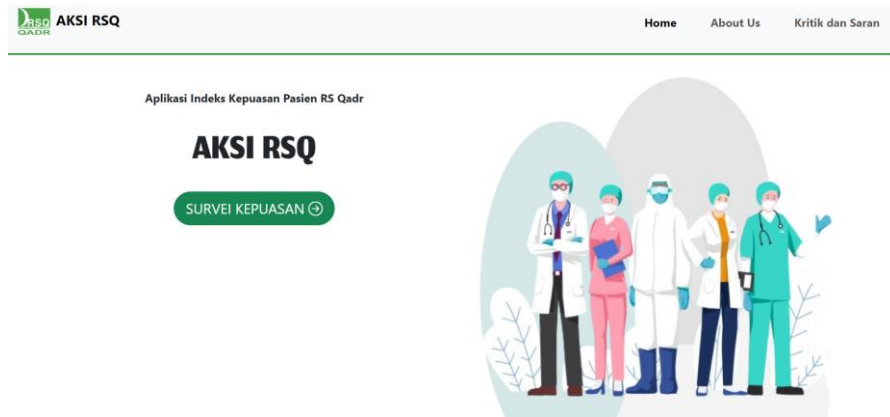 RSQ
QADR
AKSI RSQ
Home
About Us
Kritik dan Saran
Aplikasi Indeks Kepuasan Pasien RS Qadr
AKSI RSQ
SURVEI KEPUASAN